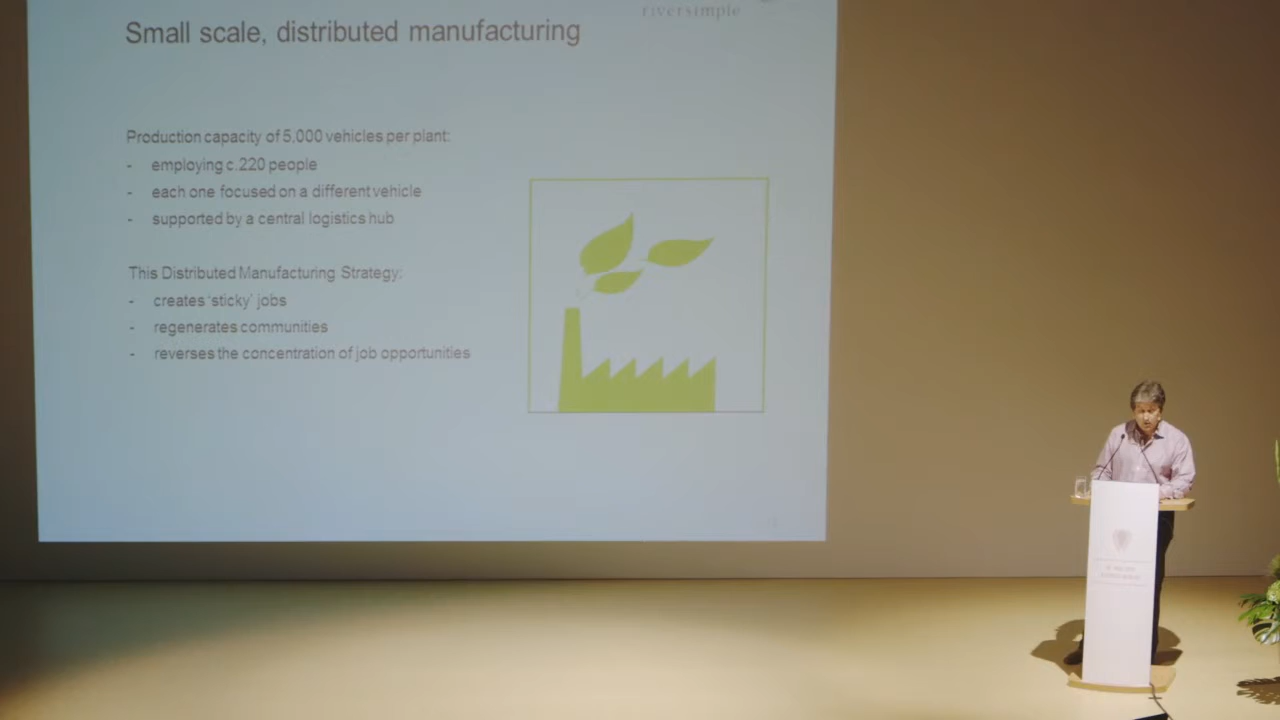 riversimple
Small scale, distributed manufacturing
Production capacity of 5,000 vehicles per plant:
- employing c.220 people
- each one focused on a different vehicle
- supported by a central logistics hub
This Distributed Manufacturing Strategy:
- creates 'sticky' jobs
- regenerates communities
- reverses the concentration of job opportunities